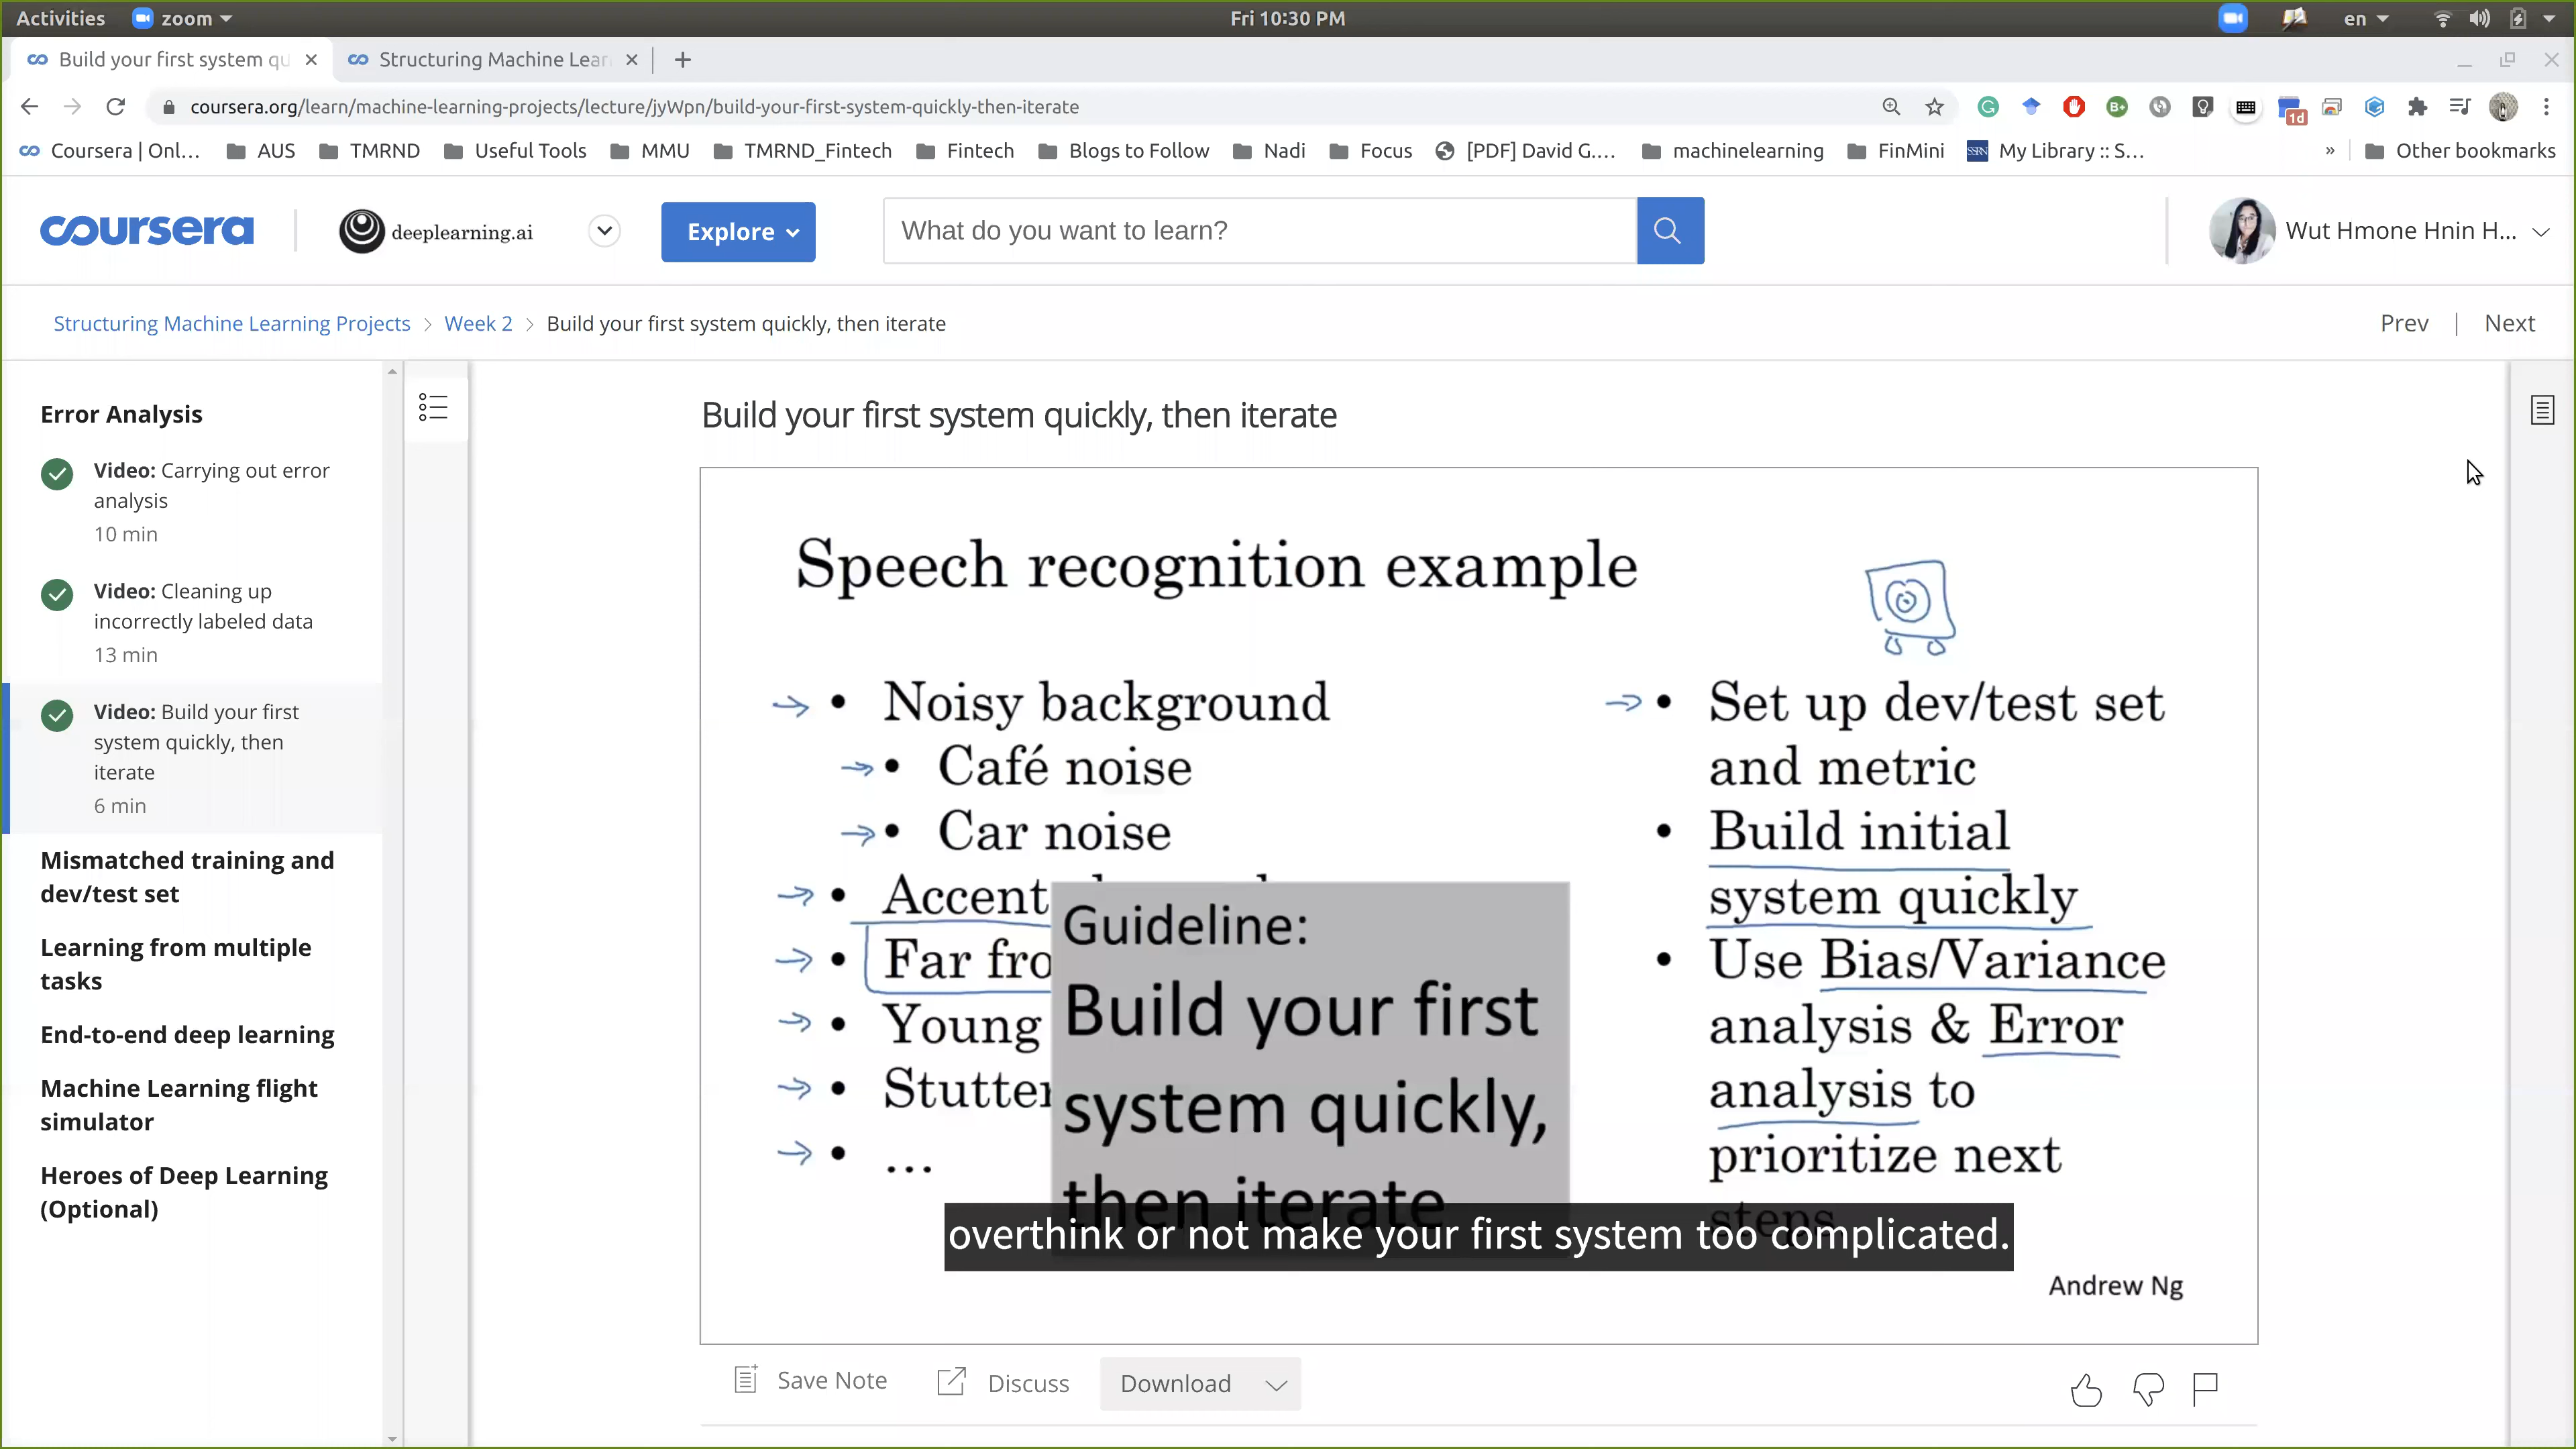 Activities
zoom
Fri 10:30 PM
en
Build your first system qu
Structuring Machine Lear
coursera.org/learn/machine-learning-projects/lecture/jyWpn/build-your-first-system-quickly-then-iterate
1d
Coursera | Onl...
AUS
TMRND
Useful Tools
MMU
TMRND_Fintech
Fintech
Blogs to Follow
Nadi
Focus
[PDF] David G....
machinelearning
FinMini
SSRN
My Library :: S...
»
Other bookmarks
coursera
deeplearning.ai
Explore
What do you want to learn?
Wut Hmone Hnin H...
Structuring Machine Learning Projects > Week 2 > Build your first system quickly, then iterate
Prev | Next
Error Analysis
Video: Carrying out error
analysis
10 min
Video: Cleaning up
incorrectly labeled data
13 min
Video: Build your first
system quickly, then
iterate
6 min
Mismatched training and
dev/test set
Learning from multiple
tasks
End-to-end deep learning
Machine Learning flight
simulator
Heroes of Deep Learning
(Optional)
Build your first system quickly, then iterate
Speech recognition example
→ • Noisy background
→ • Café noise
→ • Car noise
→ • Accent
→ • Far fro
→ • Young
→ • Stutter
→ • ...
→ • Set up dev/test set
and metric
• Build initial
system quickly
• Use Bias/Variance
analysis & Error
analysis to
prioritize next
steps
Guideline:
Build your first
system quickly,
then iterate
overthink or not make your first system too complicated.
Andrew Ng
Save Note
Discuss
Download